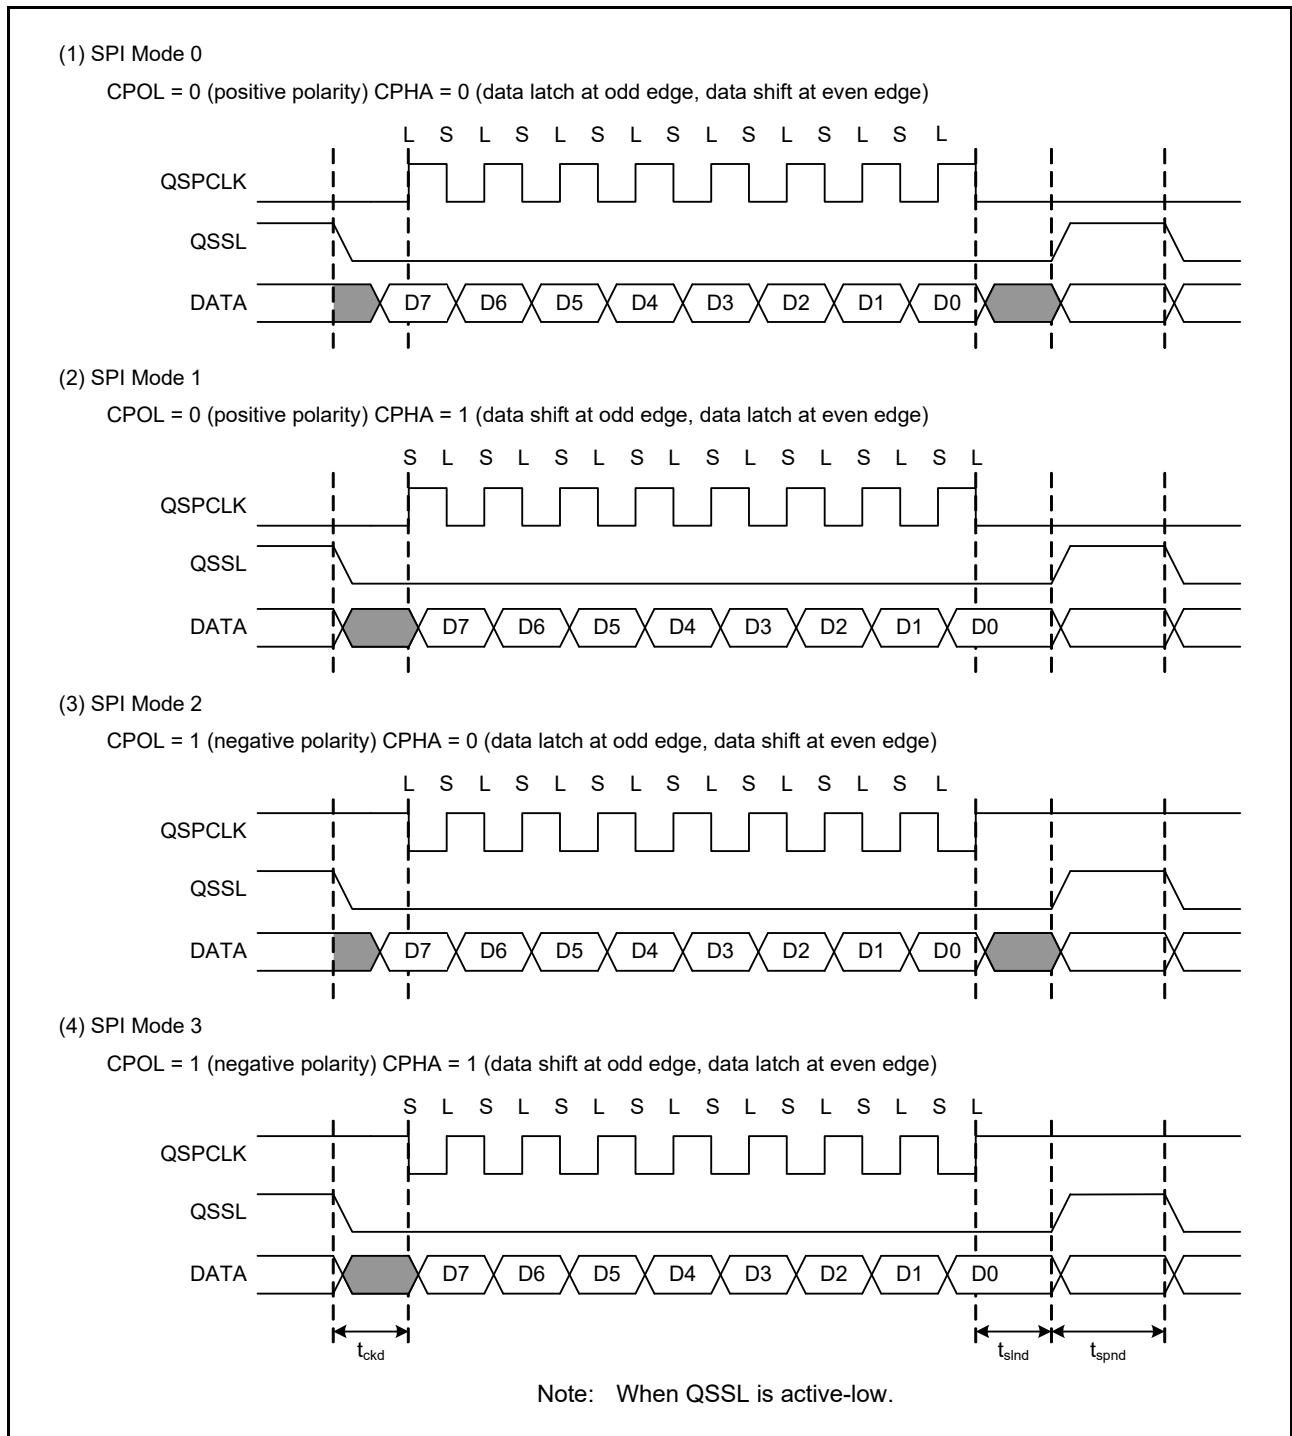 (1) SPI Mode 0
CPOL = 0 (positive polarity) CPHA = 0 (data latch at odd edge, data shift at even edge)
L S L S L S L S L S L S L S L
QSPCLK
QSSL
DATA D7 D6 D5 D4 D3 D2 D1 D0
(2) SPI Mode 1
CPOL = 0 (positive polarity) CPHA = 1 (data shift at odd edge, data latch at even edge)
S L S L S L S L S L S L S L S L
QSPCLK
QSSL
DATA D7 D6 D5 D4 D3 D2 D1 D0
(3) SPI Mode 2
CPOL = 1 (negative polarity) CPHA = 0 (data latch at odd edge, data shift at even edge)
L S L S L S L S L S L S L S L
QSPCLK
QSSL
DATA D7 D6 D5 D4 D3 D2 D1 D0
(4) SPI Mode 3
CPOL = 1 (negative polarity) CPHA = 1 (data shift at odd edge, data latch at even edge)
S L S L S L S L S L S L S L S L
QSPCLK
QSSL
DATA D7 D6 D5 D4 D3 D2 D1 D0
tckd tslnd tspnd
Note: When QSSL is active-low.